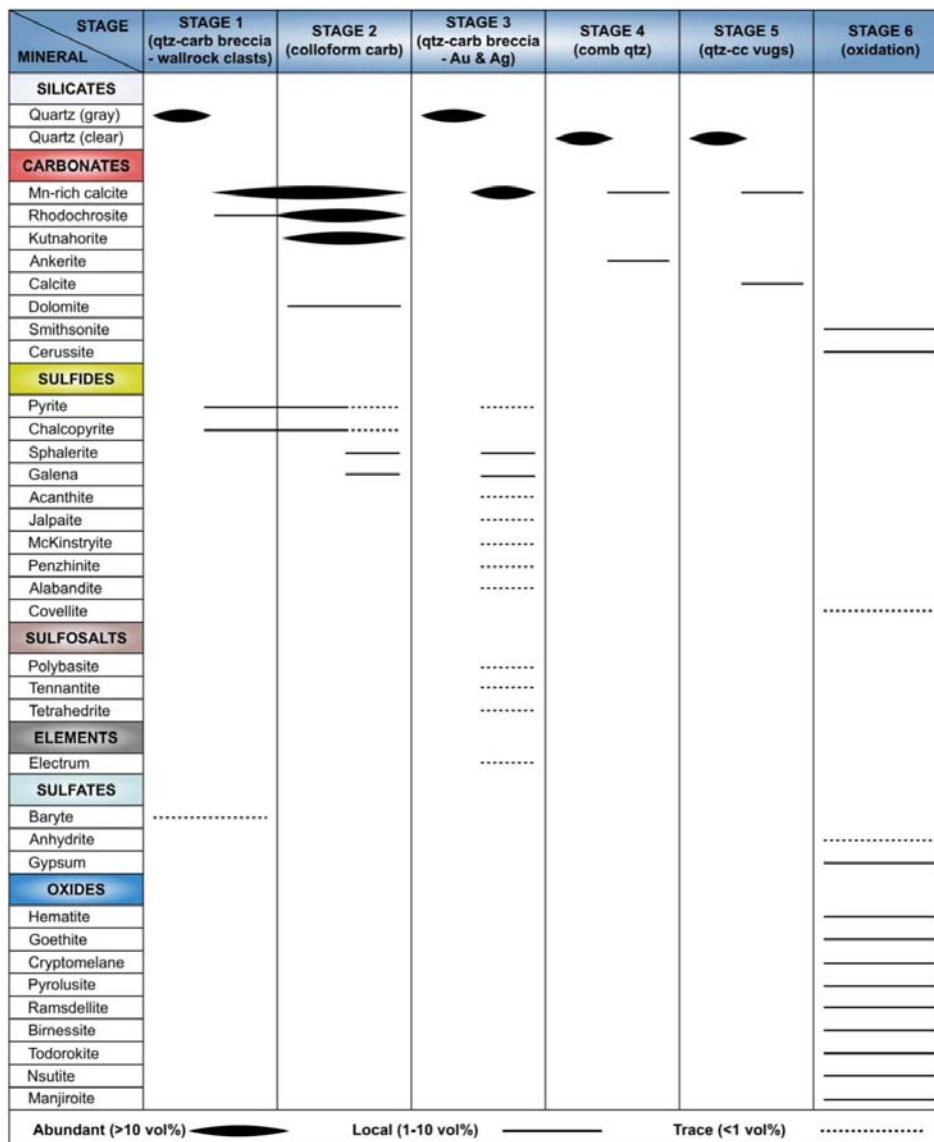 STAGE
MINERAL
STAGE 1
(qtz-carb breccia
- wallrock clasts)
STAGE 2
(colloform carb)
STAGE 3
(qtz-carb breccia
- Au & Ag)
STAGE 4
(comb qtz)
STAGE 5
(qtz-cc vugs)
STAGE 6
(oxidation)
SILICATES
Quartz (gray)
Quartz (clear)
CARBONATES
Mn-rich calcite
Rhodochrosite
Kutnahorite
Ankerite
Calcite
Dolomite
Smithsonite
Cerussite
SULFIDES
Pyrite
Chalcopyrite
Sphalerite
Galena
Acanthite
Jalpaite
McKinstryite
Penzhinite
Alabandite
Covellite
SULFOSALTS
Polybasite
Tennantite
Tetrahedrite
ELEMENTS
Electrum
SULFATES
Baryte
Anhydrite
Gypsum
OXIDES
Hematite
Goethite
Cryptomelane
Pyrolusite
Ramsdellite
Birnessite
Todorokite
Nsutite
Manjiroite
Abundant (>10 vol%) Local (1-10 vol%) Trace (<1 vol%)